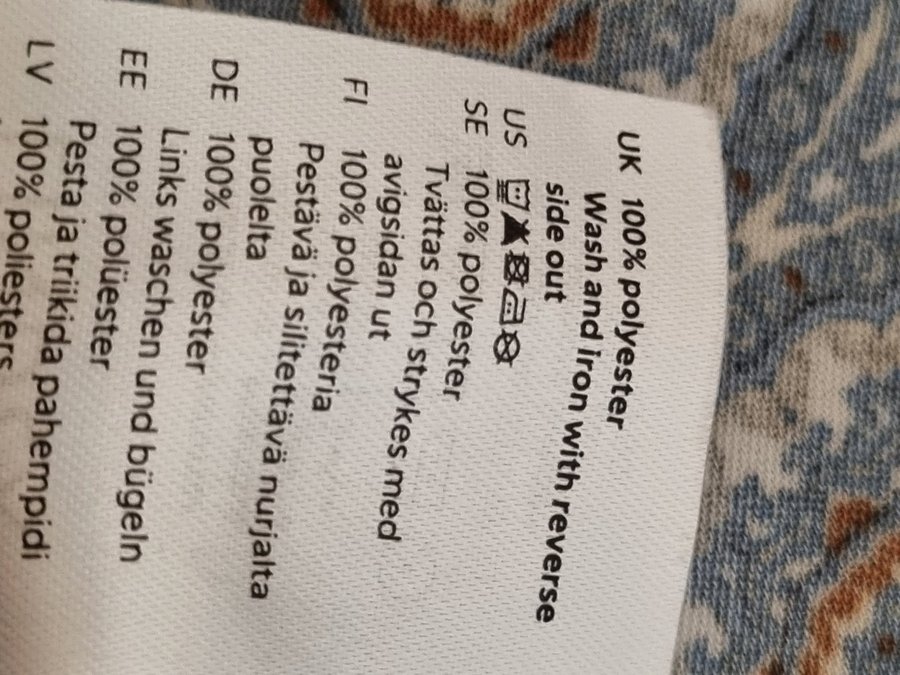 UK 100% polyester
Wash and iron with reverse
side out
US
SE 100% polyester
Tvättas och strykes med
avigsidan ut
FI 100% polyesteria
Pestävä ja silitettävä nurjalta
puolelta
DE 100% polyester
Links waschen und bügeln
EE 100% polüester
Pesta ja triikida pahempidi
LV 100% poliesters